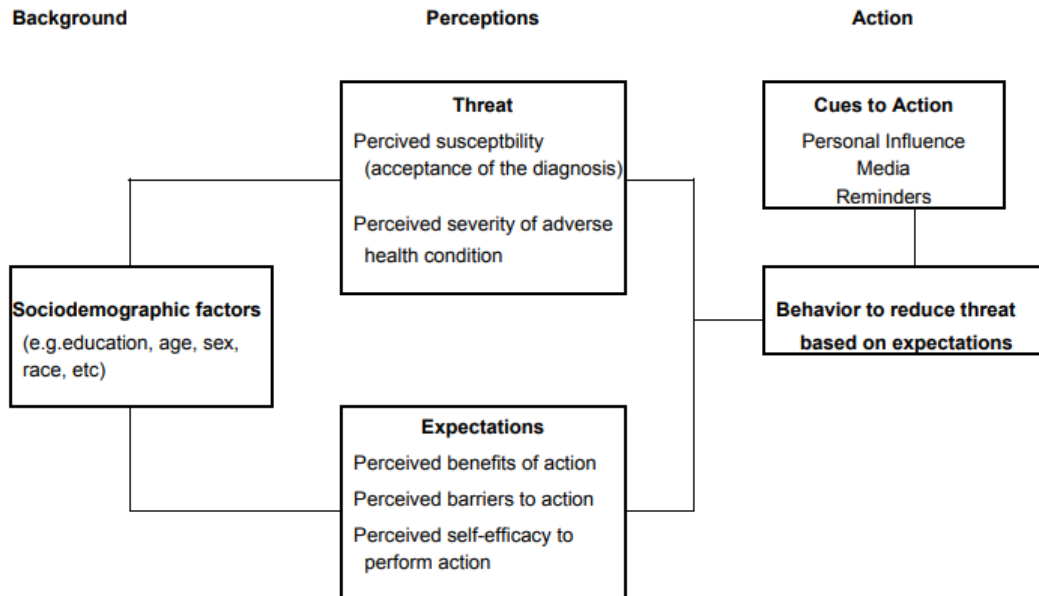 Background
Perceptions
Action
Threat
Percived susceptbility
(acceptance of the diagnosis)
Perceived severity of adverse
health condition
Cues to Action
Personal Influence
Media
Reminders
Sociodemographic factors
(e.g.education, age, sex,
race, etc)
Behavior to reduce threat
based on expectations
Expectations
Perceived benefits of action
Perceived barriers to action
Perceived self-efficacy to
perform action